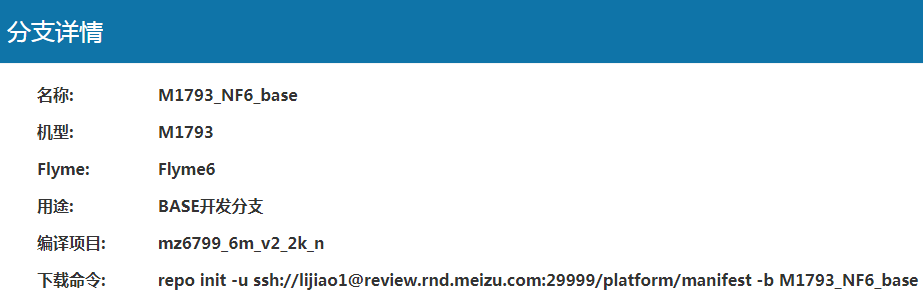 分支详情
名称: M1793_NF6_base
机型: M1793
Flyme: Flyme6
用途: BASE开发分支
编译项目: mz6799_6m_v2_2k_n
下载命令: repo init -u ssh://lijiao1@review.rnd.meizu.com:29999/platform/manifest -b M1793_NF6_base